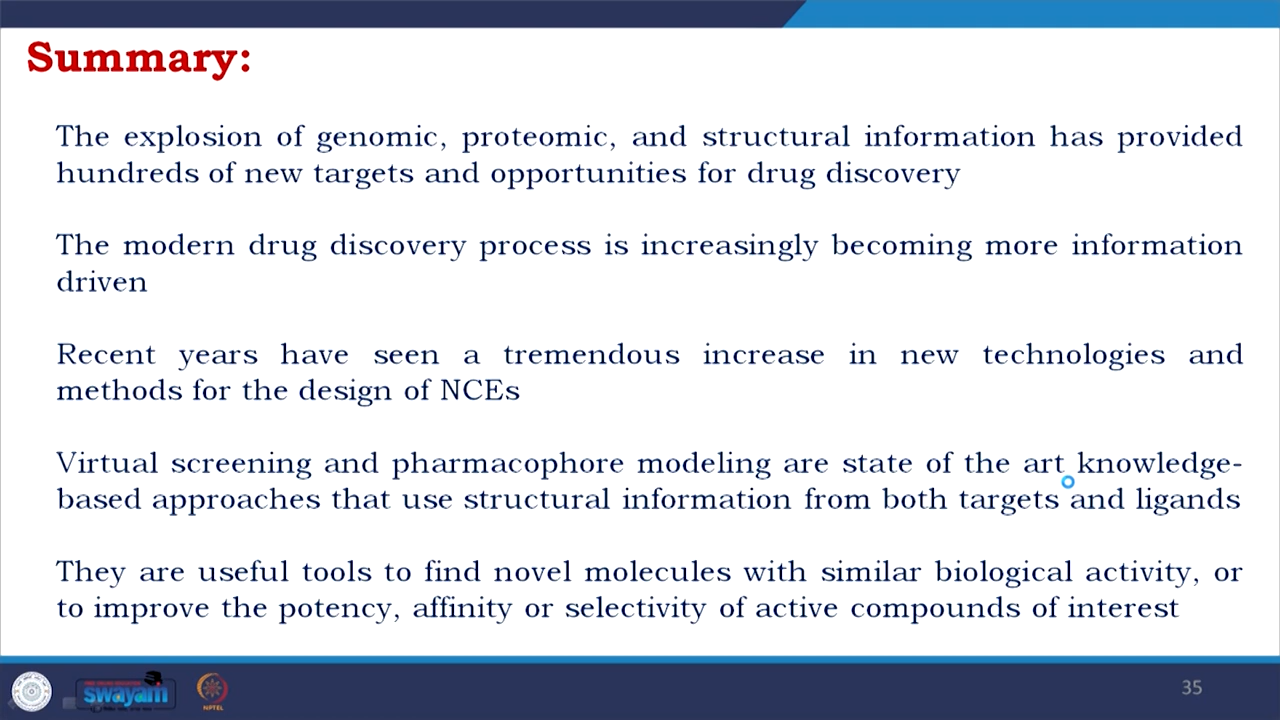 Summary:
The explosion of genomic, proteomic, and structural information has provided
hundreds of new targets and opportunities for drug discovery
The modern drug discovery process is increasingly becoming more information
driven
Recent years have seen a tremendous increase in new technologies and
methods for the design of NCEs
Virtual screening and pharmacophore modeling are state of the art knowledge-
based approaches that use structural information from both targets and ligands
They are useful tools to find novel molecules with similar biological activity, or
to improve the potency, affinity or selectivity of active compounds of interest
swayam
NPTEL
35